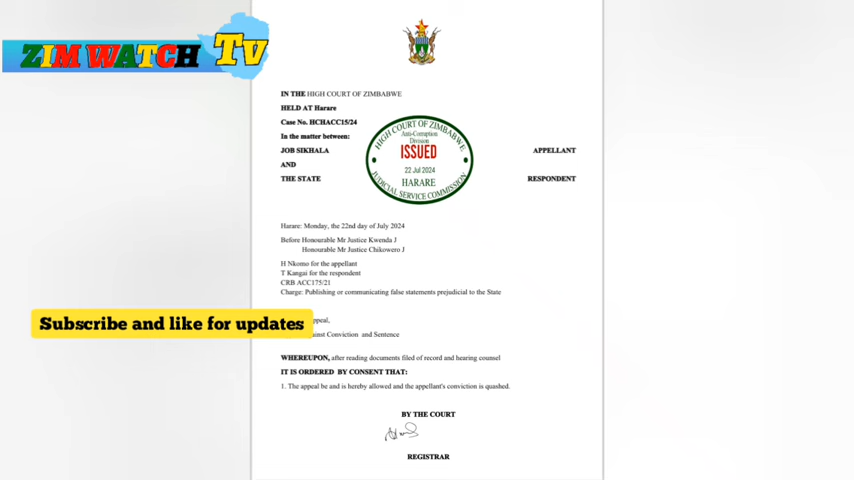 ZIM WATCH TV
IN THE HIGH COURT OF ZIMBABWE
HELD AT Harare
Case No. HCHACC15/24
In the matter between:
JOB SIKHALA APPELLANT
AND
THE STATE RESPONDENT
HIGH COURT OF ZIMBABWE
Anti-Corruption
Division
ISSUED
22 Jul 2024
HARARE
JUDICIAL SERVICE COMMISSION
Harare: Monday, the 22nd day of July 2024
Before Honourable Mr Justice Kwenda J
Honourable Mr Justice Chikowero J
H Nkomo for the appellant
T Kangai for the respondent
CRB ACC175/21
Charge: Publishing or communicating false statements prejudicial to the State
Subscribe and like for updates
ppeal,
ainst Conviction and Sentence
WHEREUPON, after reading documents filed of record and hearing counsel
IT IS ORDERED BY CONSENT THAT:
1. The appeal be and is hereby allowed and the appellant's conviction is quashed.
BY THE COURT
REGISTRAR